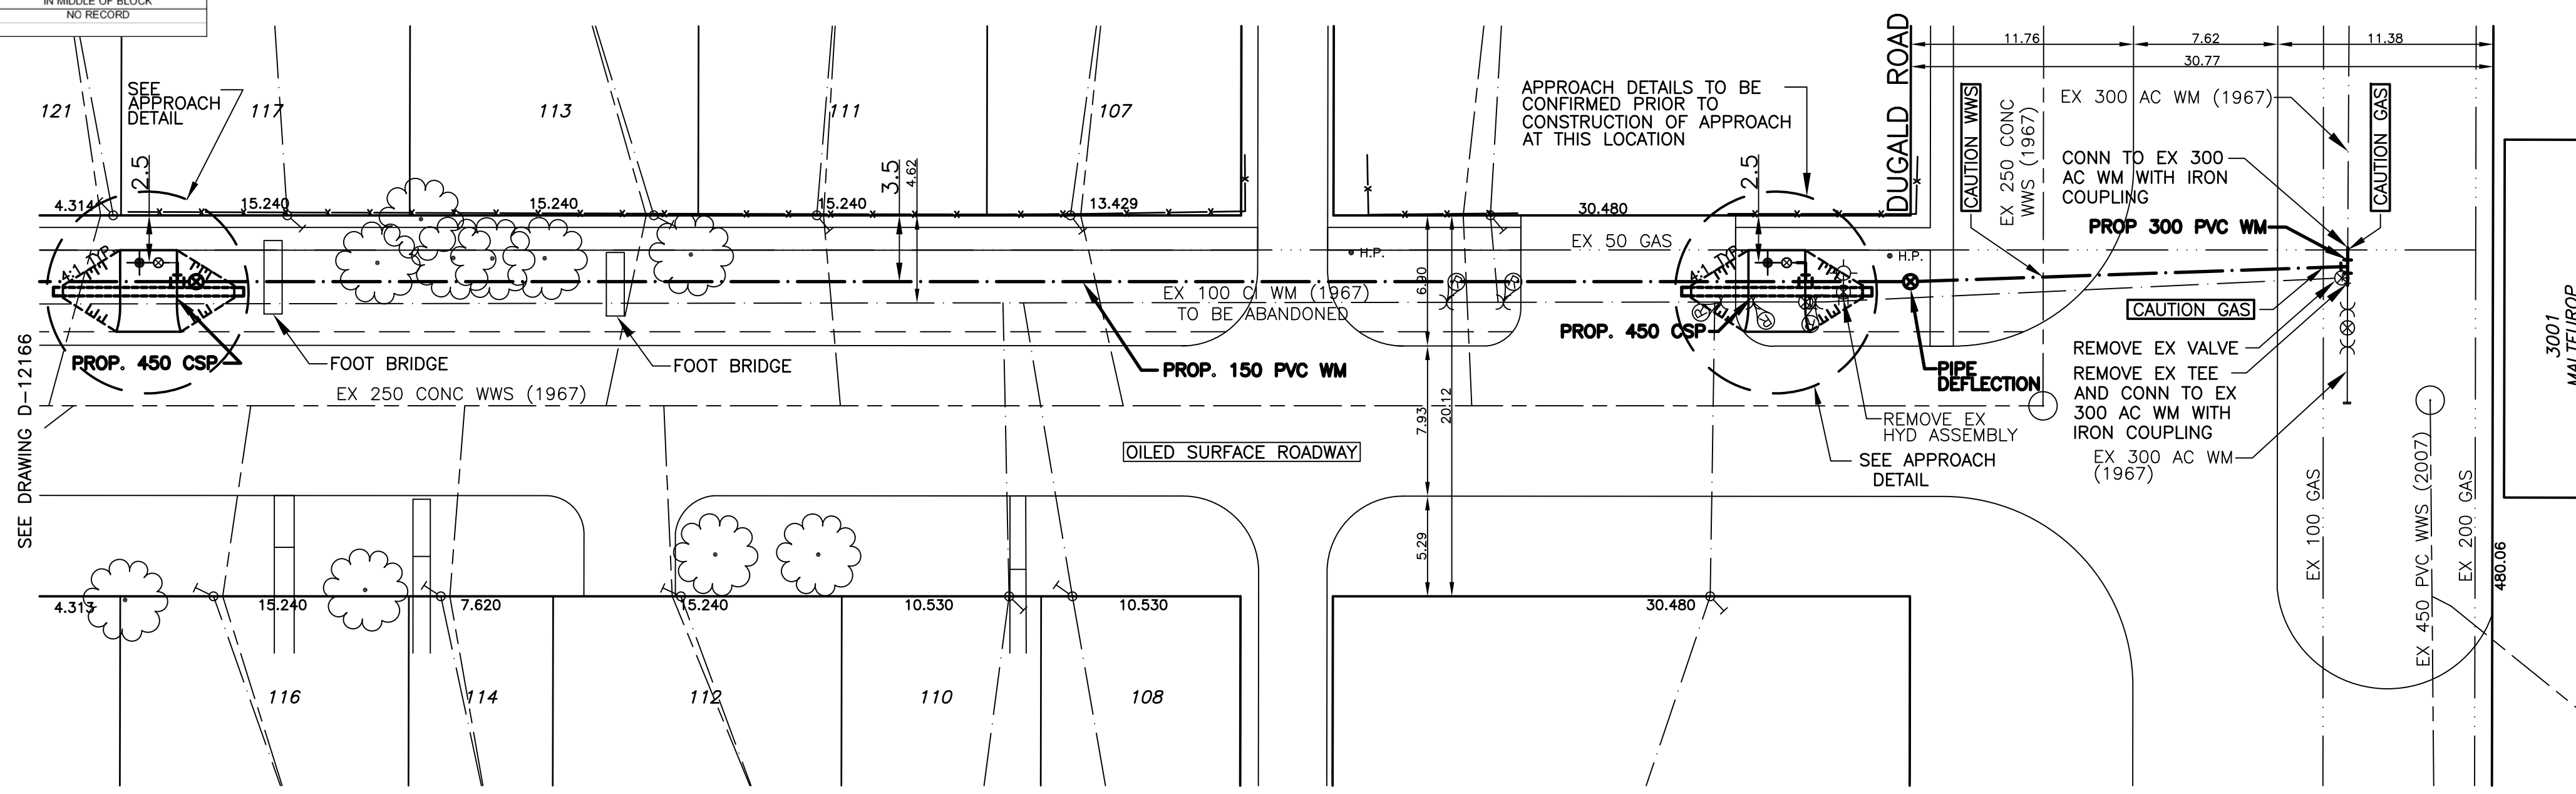 IN MIDDLE OF BLOCK
NO RECORD
SEE DRAWING D-12166
121
SEE
APPROACH
DETAIL
117
113
111
107
2.5
4.314
15.240
15.240
15.240
13.429
3.5
4.62
4:1 TYP.
PROP. 450 CSP
FOOT BRIDGE
FOOT BRIDGE
EX 250 CONC WWS (1967)
EX 100 CI WM (1967)
TO BE ABANDONED
PROP. 150 PVC WM
OILED SURFACE ROADWAY
H.P.
EX 50 GAS
30.480
6.90
7.93
20.12
5.29
APPROACH DETAILS TO BE
CONFIRMED PRIOR TO
CONSTRUCTION OF APPROACH
AT THIS LOCATION
2.5
4:1 TYP.
R
R
R
PROP. 450 CSP
H.P.
PIPE
DEFLECTION
REMOVE EX
HYD ASSEMBLY
SEE APPROACH
DETAIL
DUGALD ROAD
11.76
7.62
11.38
30.77
CAUTION WWS
EX 250 CONC
WWS (1967)
EX 300 AC WM (1967)
CAUTION GAS
CONN TO EX 300
AC WM WITH IRON
COUPLING
PROP 300 PVC WM
CAUTION GAS
REMOVE EX VALVE
REMOVE EX TEE
AND CONN TO EX
300 AC WM WITH
IRON COUPLING
EX 300 AC WM
(1967)
EX 100 GAS
EX 450 PVC WWS (2007)
EX 200 GAS
480.06
3001
4.313
15.240
7.620
15.240
10.530
10.530
30.480
116
114
112
110
108